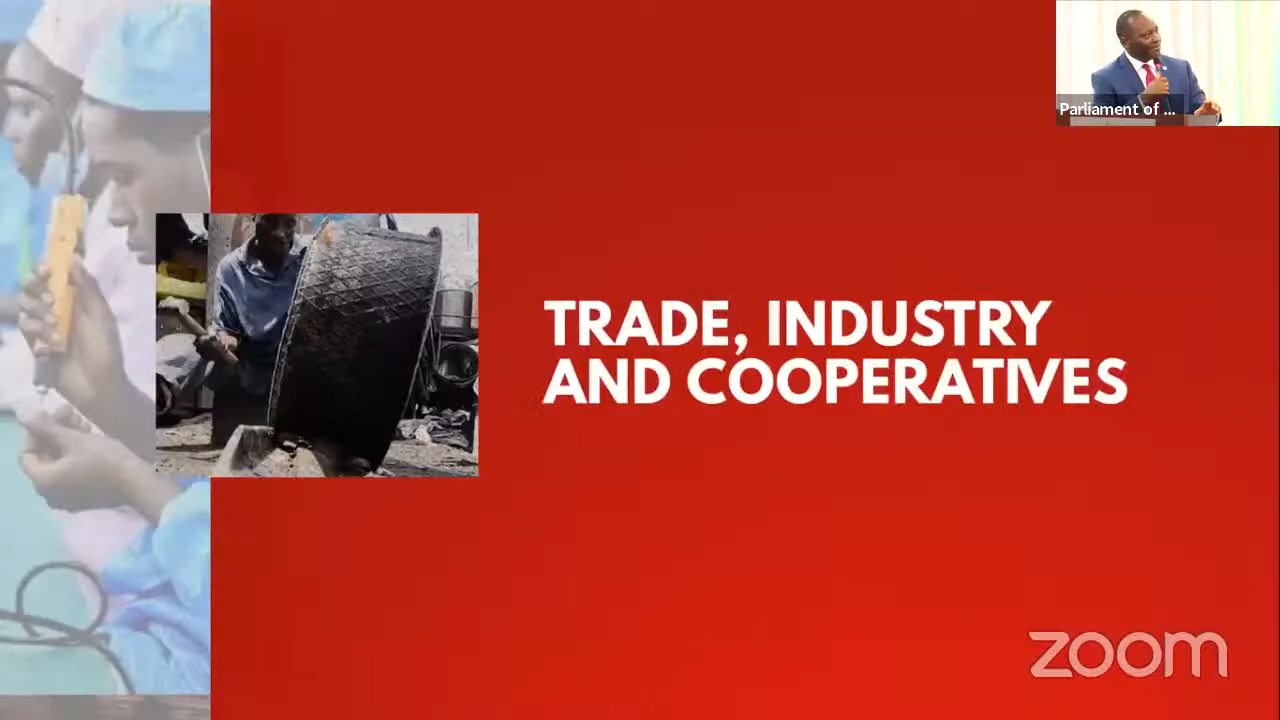 Parliament of ...
TRADE, INDUSTRY
AND COOPERATIVES
zoom